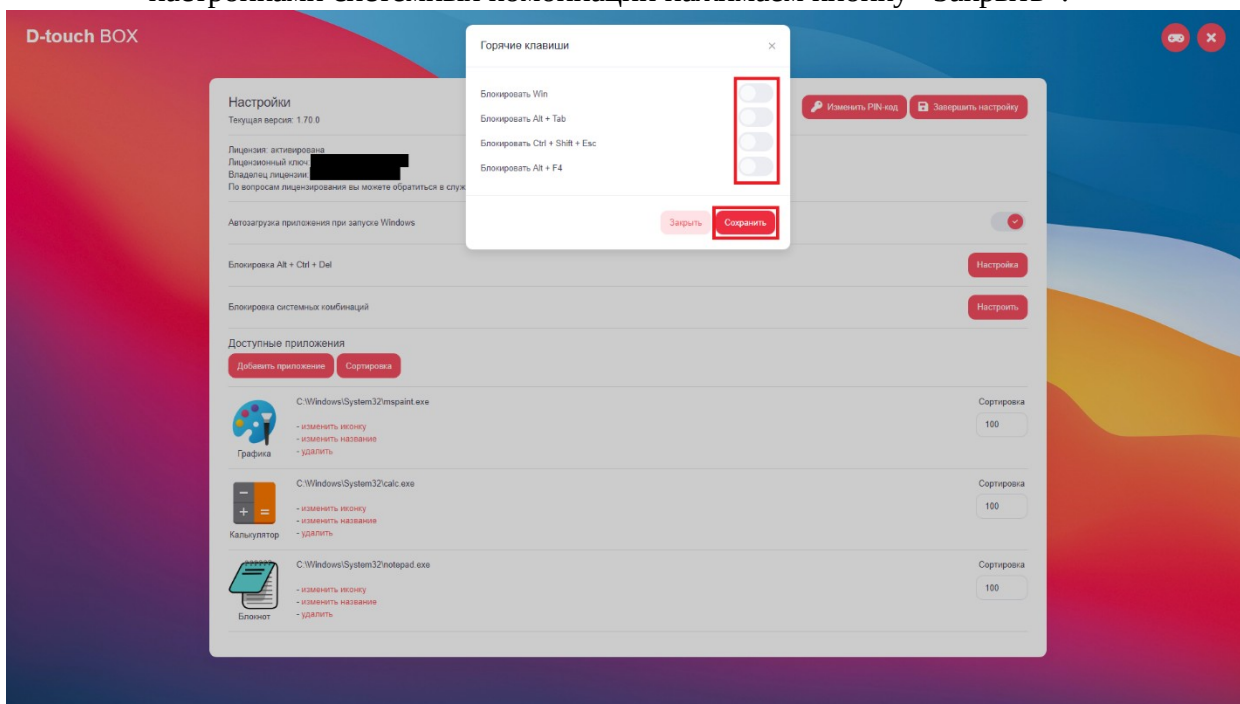 настройками системных комбинаций нажимаем кнопку "Закрыть".
D-touch BOX
Горячие клавиши
Блокировать Win
Блокировать Alt + Tab
Блокировать Ctrl + Shift + Esc
Блокировать Alt + F4
Закрыть Сохранить
Настройки
Текущая версия: 1.70.0
Изменить PIN-код Завершить настройку
Лицензия: активирована
Лицензионный ключ:
Владелец лицензии:
По вопросам лицензирования вы можете обратиться в служ
Автозагрузка приложения при запуске Windows
Блокировка Alt + Ctrl + Del Настройка
Блокировка системных комбинаций Настроить
Доступные приложения
Добавить приложение Сортировка
C:\Windows\System32\mspaint.exe Сортировка
- изменить иконку 100
- изменить название
- удалить
Графика
C:\Windows\System32\calc.exe Сортировка
- изменить иконку 100
- изменить название
- удалить
Калькулятор
C:\Windows\System32\notepad.exe Сортировка
- изменить иконку 100
- изменить название
- удалить
Блокнот